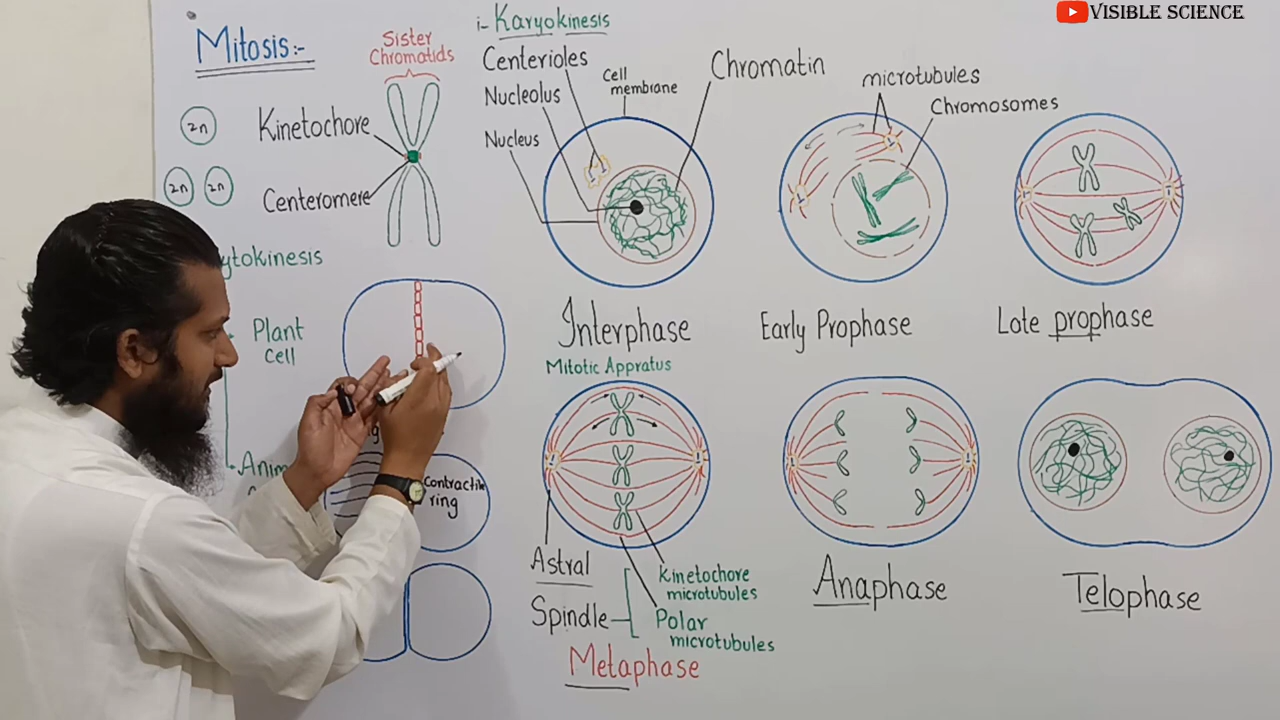 VISIBLE SCIENCE
Mitosis:-
2n
2n 2n
Sister
Chromatids
Kinetochore
Centeromere
i- Karyokinesis
Centerioles
Nucleolus
Nucleus
Cell
membrane
Chromatin
microtubules
Chromosomes
Interphase
Early Prophase
Lote prophase
ytokinesis
Plant
Cell
Anim
Contractile
ring
Mitotic Appratus
Astral
Spindle
Kinetochore
microtubules
Polar
microtubules
Metaphase
Anaphase
Telophase